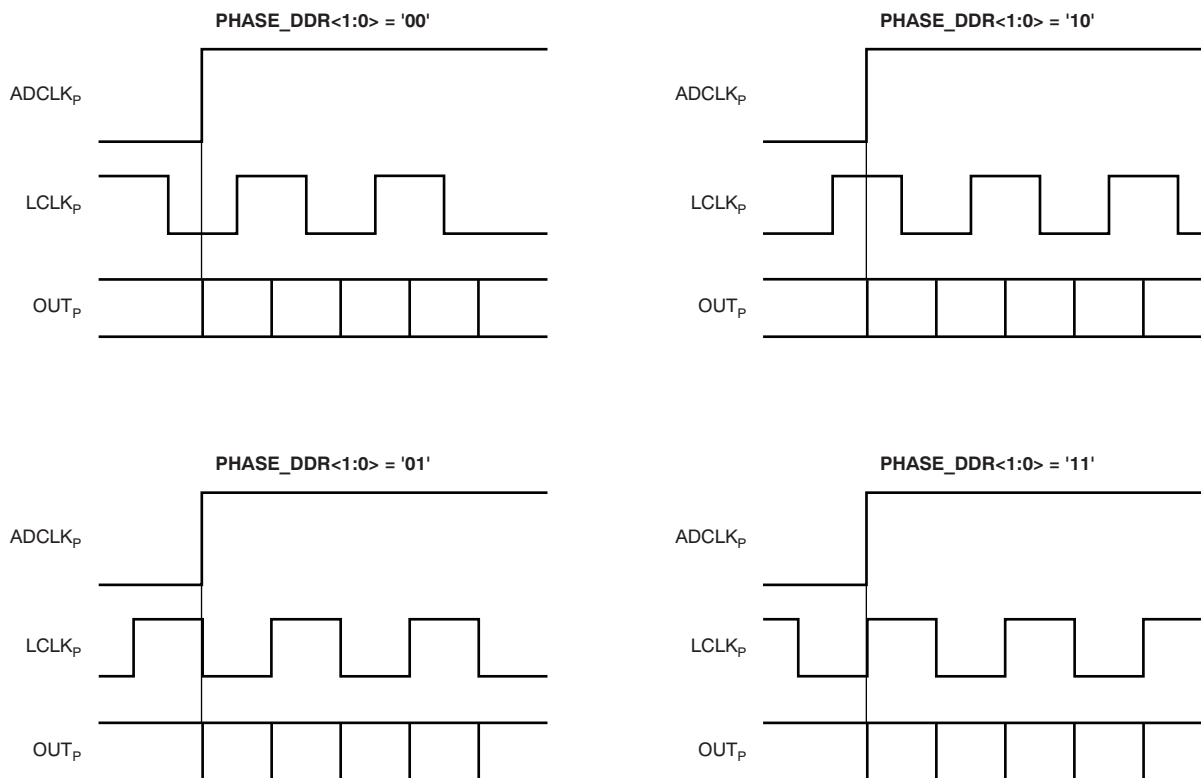 PHASE_DDR<1:0> = '00'
ADCLKP
LCLKP
OUTP
PHASE_DDR<1:0> = '10'
ADCLKP
LCLKP
OUTP
PHASE_DDR<1:0> = '01'
ADCLKP
LCLKP
OUTP
PHASE_DDR<1:0> = '11'
ADCLKP
LCLKP
OUTP